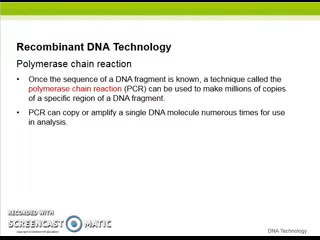 Recombinant DNA Technology
Polymerase chain reaction
• Once the sequence of a DNA fragment is known, a technique called the
polymerase chain reaction (PCR) can be used to make millions of copies
of a specific region of a DNA fragment.
• PCR can copy or amplify a single DNA molecule numerous times for use
in analysis.
RECORDED WITH
SCREENCAST MATIC
DNA Technology